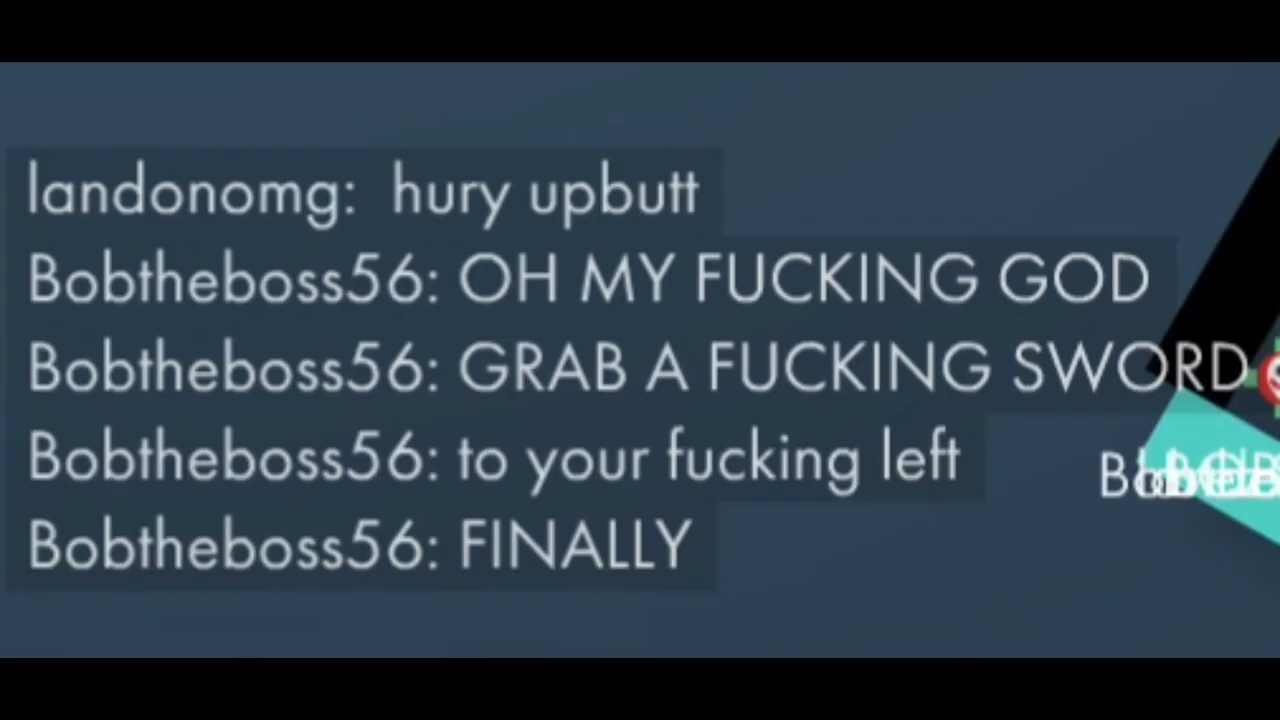 landonomg:  hury upbutt
Bobtheboss56: OH MY FUCKING GOD
Bobtheboss56: GRAB A FUCKING SWORD
Bobtheboss56: to your fucking left
Bobtheboss56: FINALLY